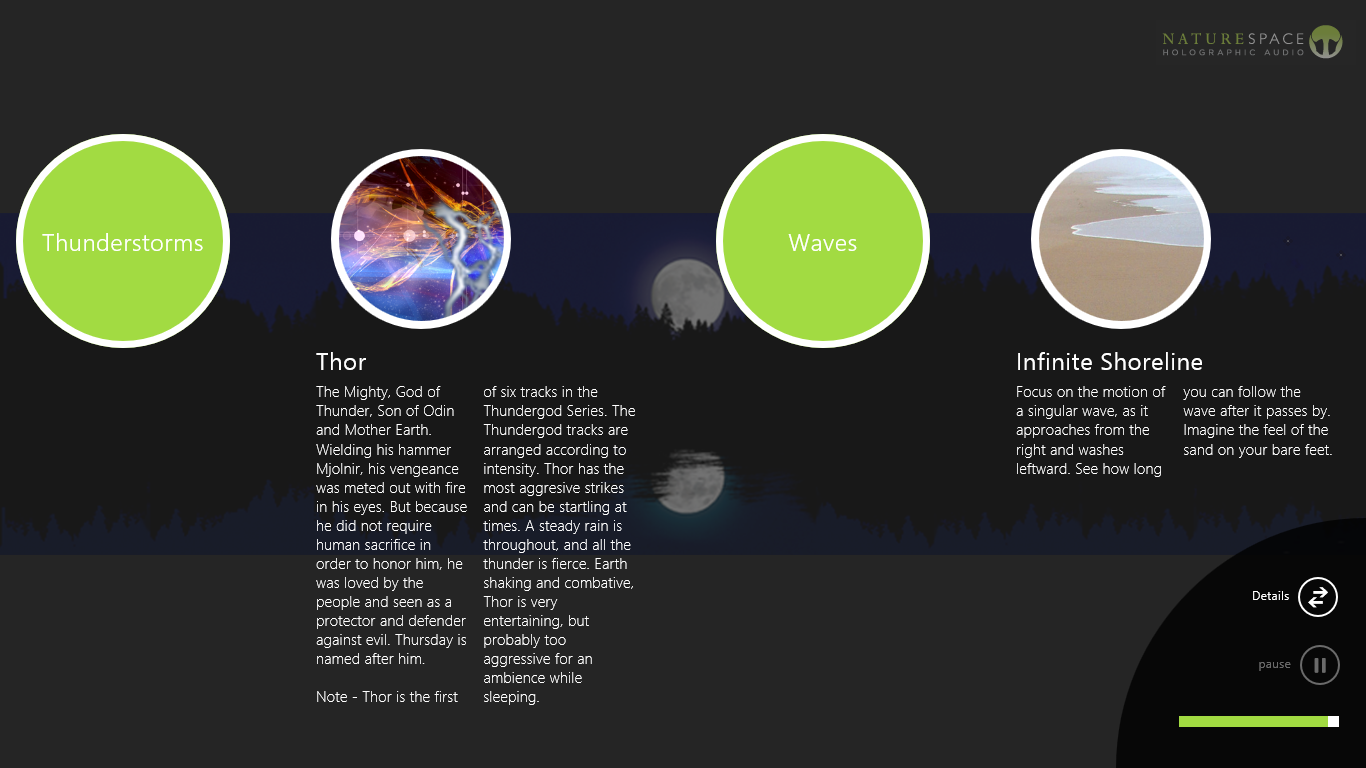 NATURESPACE
HOLOGRAPHIC AUDIO
Thunderstorms
Thor
The Mighty, God of
Thunder, Son of Odin
and Mother Earth.
Wielding his hammer
Mjolnir, his vengeance
was meted out with fire
in his eyes. But because
he did not require
human sacrifice in
order to honor him, he
was loved by the
people and seen as a
protector and defender
against evil. Thursday is
named after him.
Note - Thor is the first
of six tracks in the
Thundergod Series. The
Thundergod tracks are
arranged according to
intensity. Thor has the
most aggresive strikes
and can be startling at
times. A steady rain is
throughout, and all the
thunder is fierce. Earth
shaking and combative,
Thor is very
entertaining, but
probably too
aggressive for an
ambience while
sleeping.
Waves
Infinite Shoreline
Focus on the motion of
a singular wave, as it
approaches from the
right and washes
leftward. See how long
you can follow the
wave after it passes by.
Imagine the feel of the
sand on your bare feet.
Details
pause